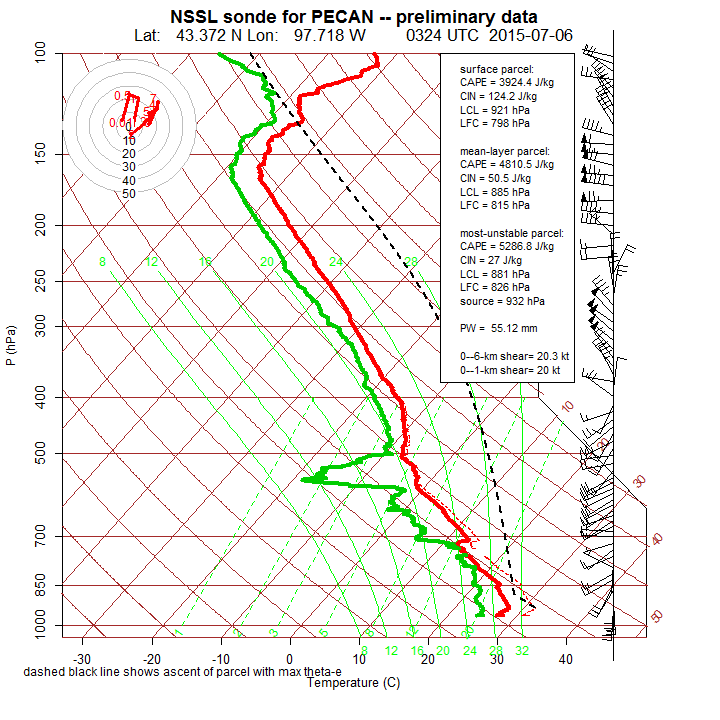 NSSL sonde for PECAN -- preliminary data
Lat: 43.372 N Lon: 97.718 W 0324 UTC 2015-07-06
surface parcel:
CAPE = 3924.4 J/kg
CIN = 124.2 J/kg
LCL = 921 hPa
LFC = 798 hPa
mean-layer parcel:
CAPE = 4810.5 J/kg
CIN = 50.5 J/kg
LCL = 885 hPa
LFC = 815 hPa
most-unstable parcel:
CAPE = 5286.8 J/kg
CIN = 27 J/kg
LCL = 881 hPa
LFC = 826 hPa
source = 932 hPa
PW = 55.12 mm
0--6-km shear= 20.3 kt
0--1-km shear= 20 kt
10
20
30
40
50
P (hPa)
100
150
200
250
300
400
500
700
850
1000
8 12 16 20 24 28
10
20
30
40
50
1 2 3 5 8 12 20
8 12 16 20 24 28 32
-30 -20 -10 0 10 20 30 40
dashed black line shows ascent of parcel with max theta-e
Temperature (C)